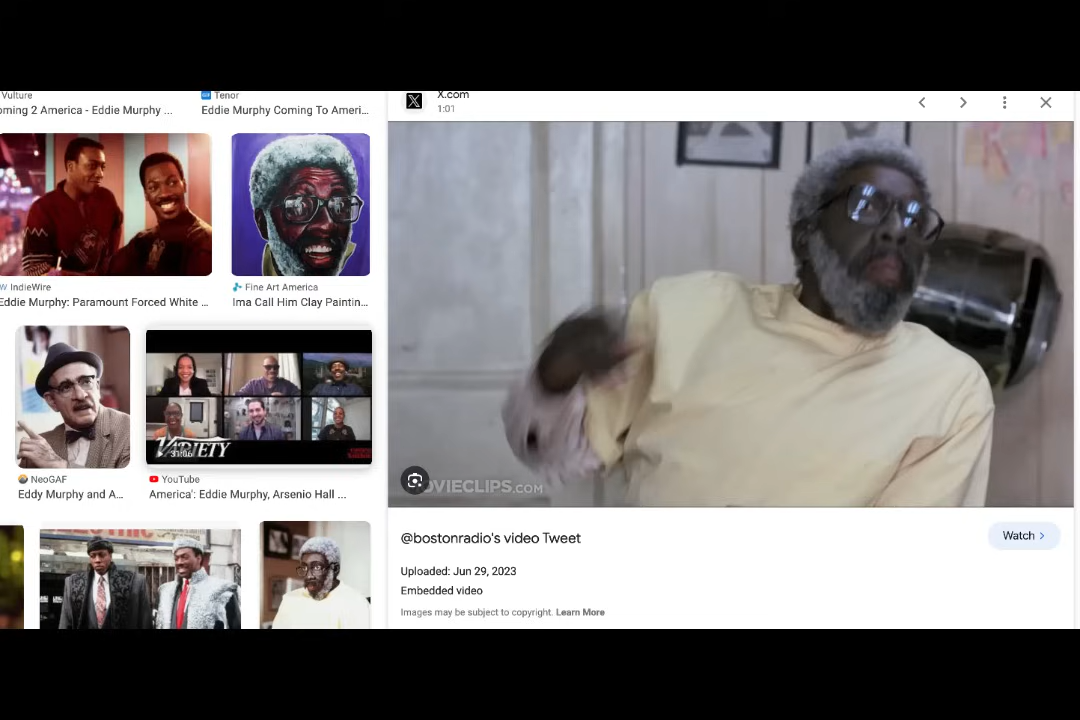 Vulture
oming 2 America - Eddie Murphy ...
Tenor
Eddie Murphy Coming To Ameri...
IndieWire
Eddie Murphy: Paramount Forced White ...
Fine Art America
Ima Call Him Clay Paintin...
VARIETY
31:06
NeoGAF
Eddy Murphy and A...
YouTube
America': Eddie Murphy, Arsenio Hall ...
X.com
1:01
OVIECLIPS.COM
@bostonradio's video Tweet
Watch
Uploaded: Jun 29, 2023
Embedded video
Images may be subject to copyright. Learn More